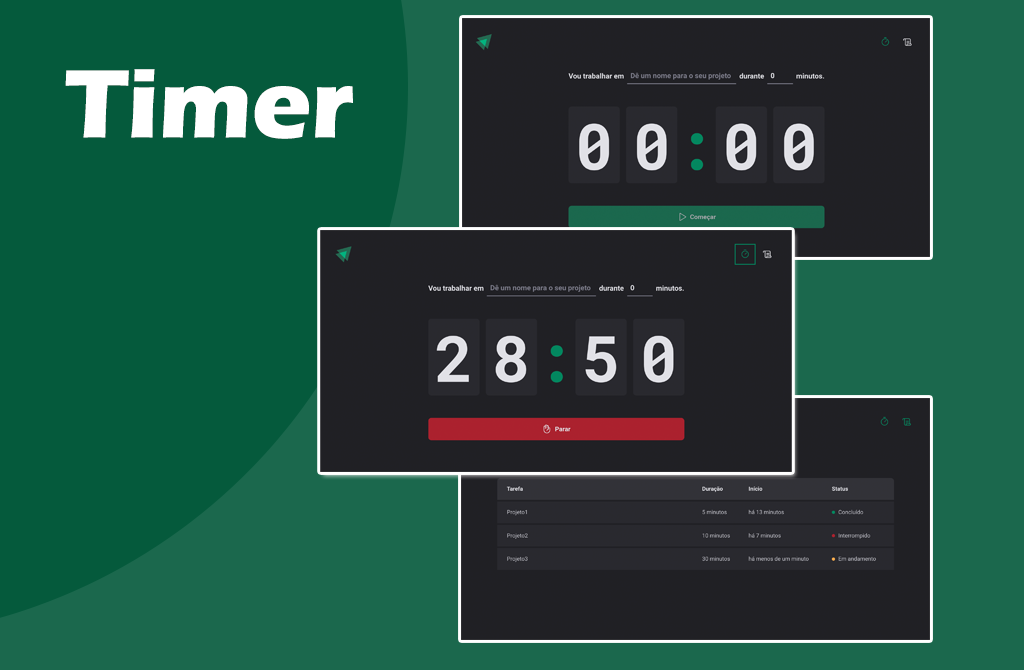 Timer
Vou trabalhar em Dê um nome para o seu projeto durante 0 minutos.
00:00
Começar
Vou trabalhar em Dê um nome para o seu projeto durante 0 minutos.
28:50
Parar
Tarefa Duração Início Status
Projeto1 5 minutos há 13 minutos Concluído
Projeto2 10 minutos há 7 minutos Interrompido
Projeto3 30 minutos há menos de um minuto Em andamento